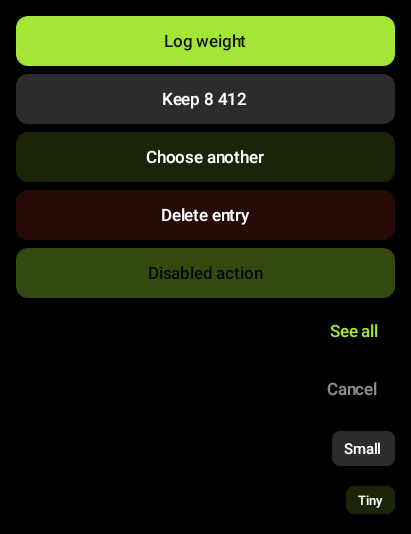 Log weight
Keep 8 412
Choose another
Delete entry
Disabled action
See all
Cancel
Small
Tiny